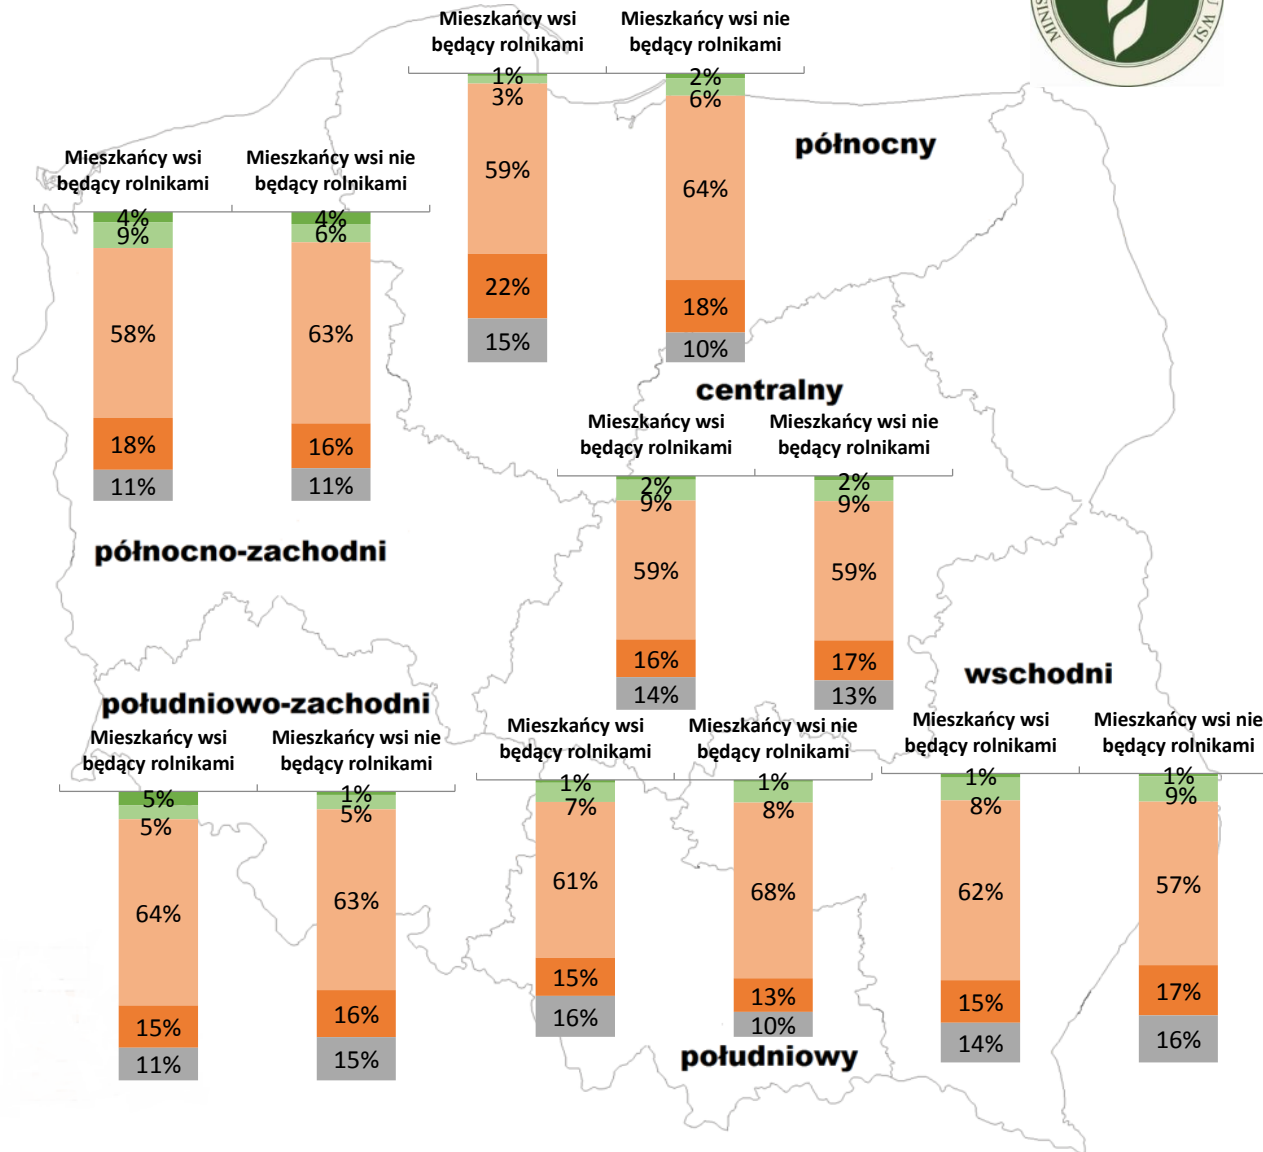 MINIS
U WSI
Mieszkańcy wsi
będący rolnikami
Mieszkańcy wsi nie
będący rolnikami
1%
3%
59%
22%
15%
2%
6%
64%
18%
10%
północny
Mieszkańcy wsi
będący rolnikami
Mieszkańcy wsi nie
będący rolnikami
4%
9%
58%
18%
11%
4%
6%
63%
16%
11%
północno-zachodni
centralny
Mieszkańcy wsi
będący rolnikami
Mieszkańcy wsi nie
będący rolnikami
2%
9%
59%
16%
14%
2%
9%
59%
17%
13%
południowo-zachodni
Mieszkańcy wsi
będący rolnikami
Mieszkańcy wsi nie
będący rolnikami
5%
5%
64%
15%
11%
1%
5%
63%
16%
15%
Mieszkańcy wsi
będący rolnikami
Mieszkańcy wsi nie
będący rolnikami
1%
7%
61%
15%
16%
1%
8%
68%
13%
10%
południowy
wschodni
Mieszkańcy wsi
będący rolnikami
Mieszkańcy wsi nie
będący rolnikami
1%
8%
62%
15%
14%
1%
9%
57%
17%
16%